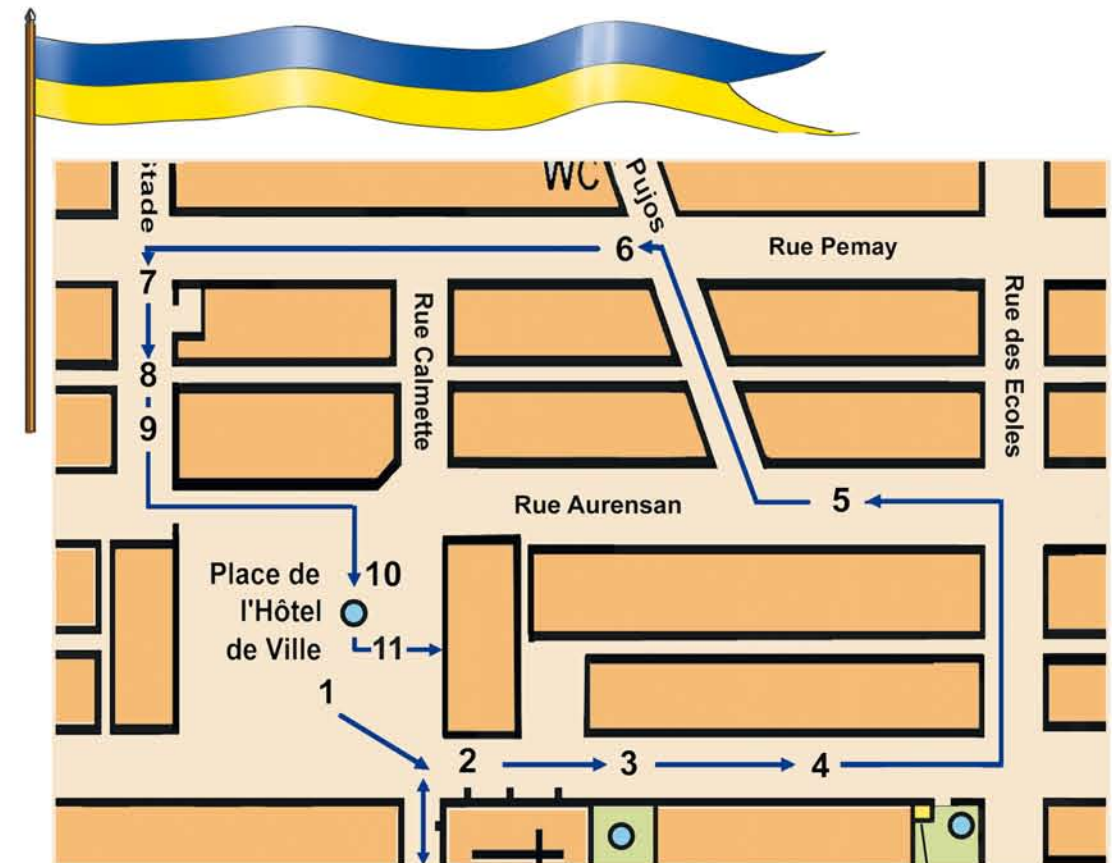 WC
Pujos
6
Rue Pemay
7
Rue Calmette
Rue des Ecoles
8
9
Rue Aurensan
5
Place de
l'Hôtel
de Ville
10
11
1
2
3
4